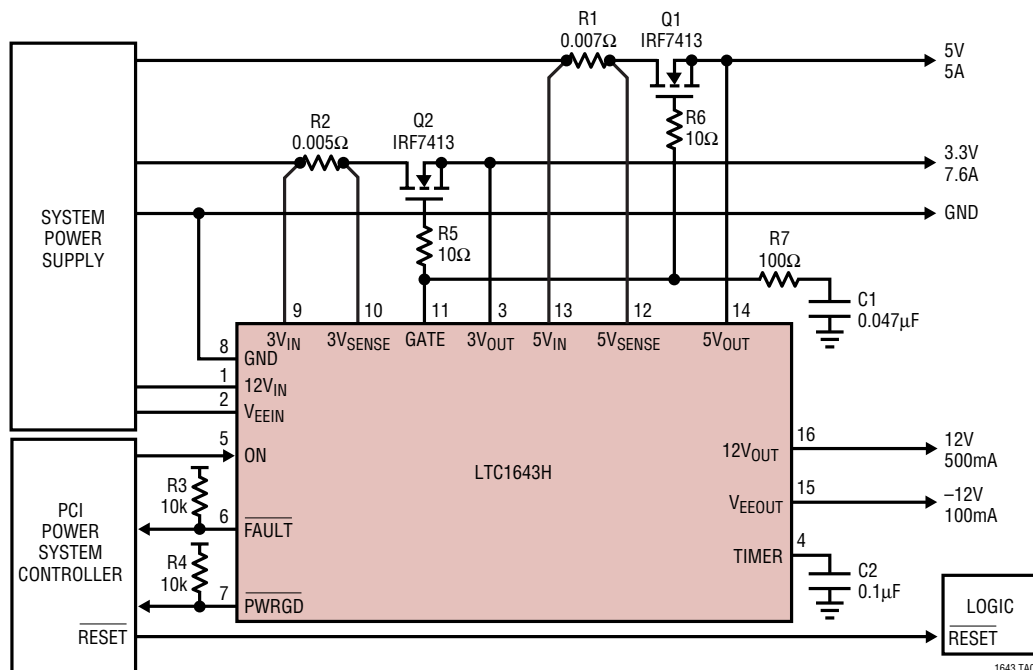 R1
0.007Ω
Q1
IRF7413
5V
5A
R2
0.005Ω
Q2
IRF7413
R6
10Ω
3.3V
7.6A
GND
SYSTEM
POWER
SUPPLY
R5
10Ω
R7
100Ω
C1
0.047µF
9
10
11
3
13
12
14
3VIN
3VSENSE
GATE
3VOUT
5VIN
5VSENSE
5VOUT
8
GND
1
12VIN
2
VEEIN
5
ON
LTC1643H
16
12VOUT
12V
500mA
15
VEEOUT
–12V
100mA
R3
10k
6
FAULT
PCI
POWER
SYSTEM
CONTROLLER
R4
10k
7
PWRGD
4
TIMER
C2
0.1µF
RESET
LOGIC
RESET